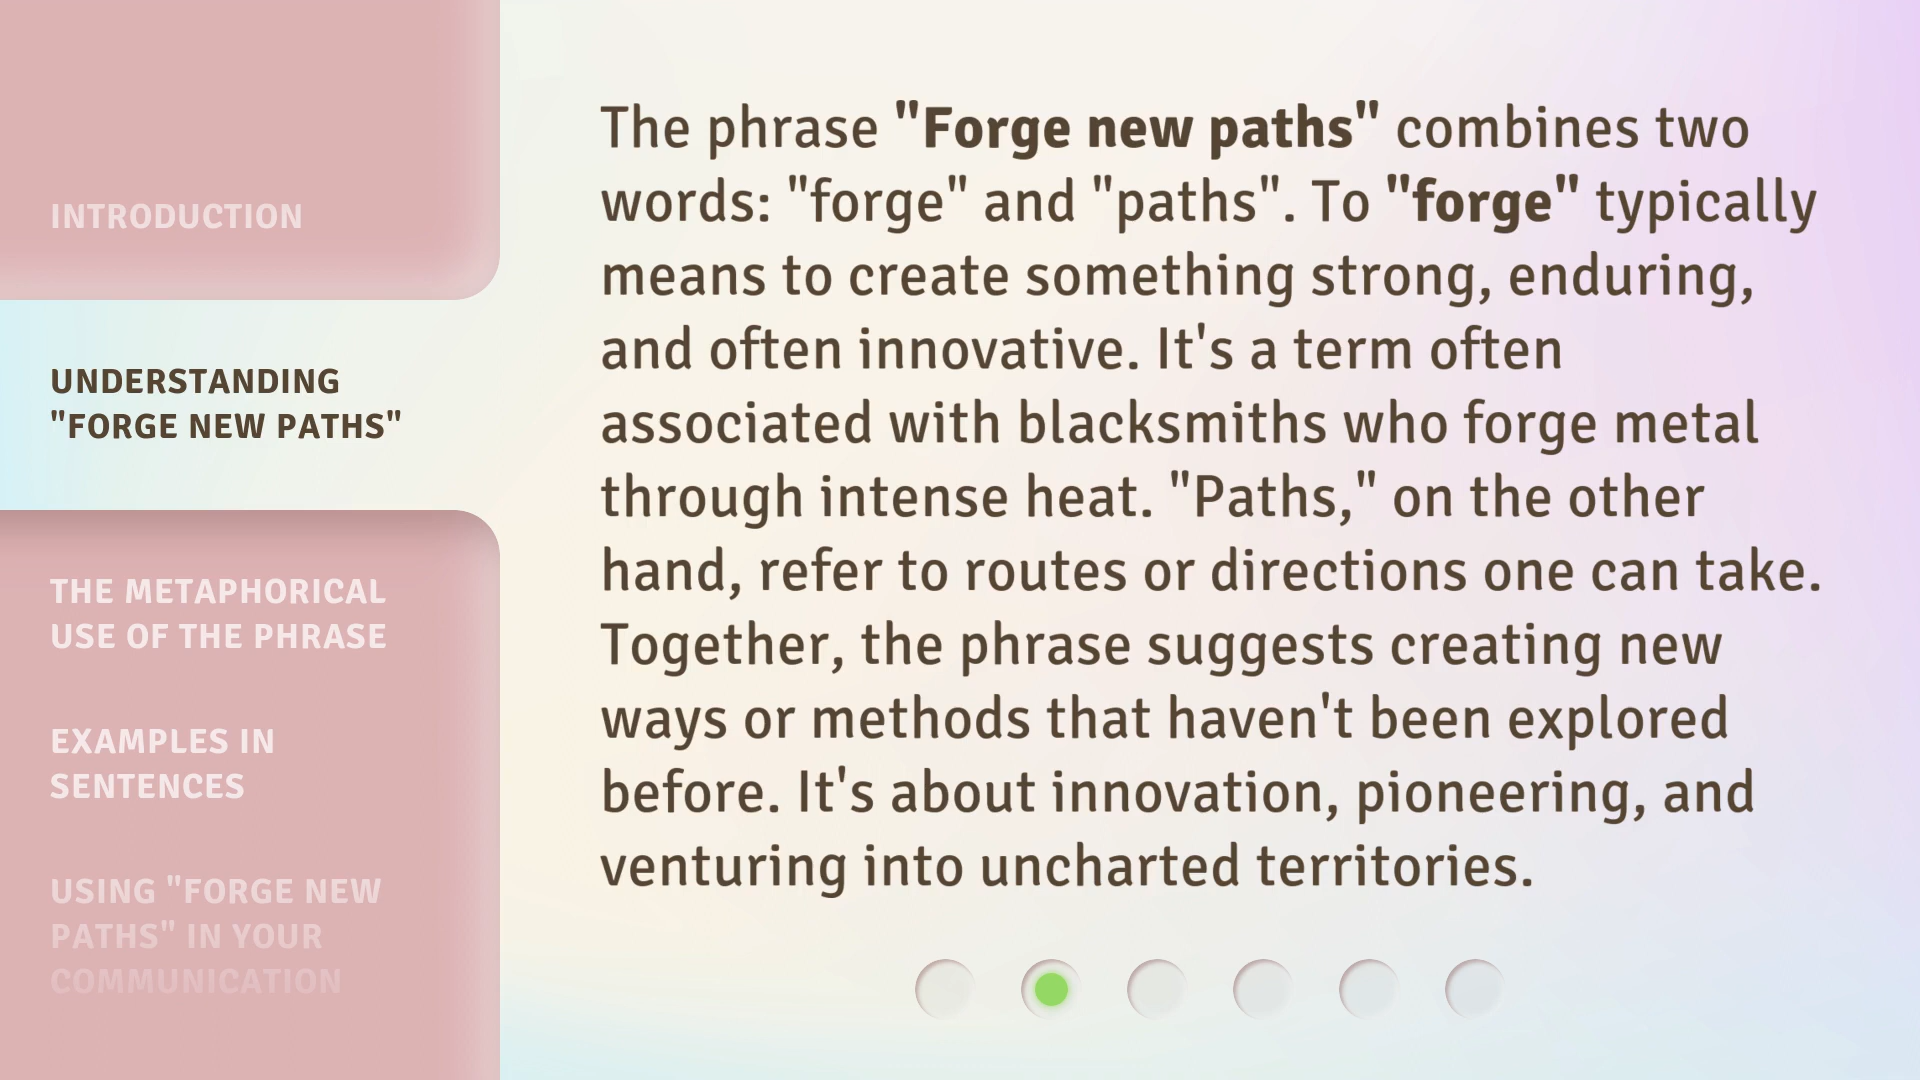 INTRODUCTION
UNDERSTANDING
"FORGE NEW PATHS"
THE METAPHORICAL
USE OF THE PHRASE
EXAMPLES IN
SENTENCES
USING "FORGE NEW
PATHS" IN YOUR
COMMUNICATION
The phrase "Forge new paths" combines two
words: "forge" and "paths". To "forge" typically
means to create something strong, enduring,
and often innovative. It's a term often
associated with blacksmiths who forge metal
through intense heat. "Paths," on the other
hand, refer to routes or directions one can take.
Together, the phrase suggests creating new
ways or methods that haven't been explored
before. It's about innovation, pioneering, and
venturing into uncharted territories.